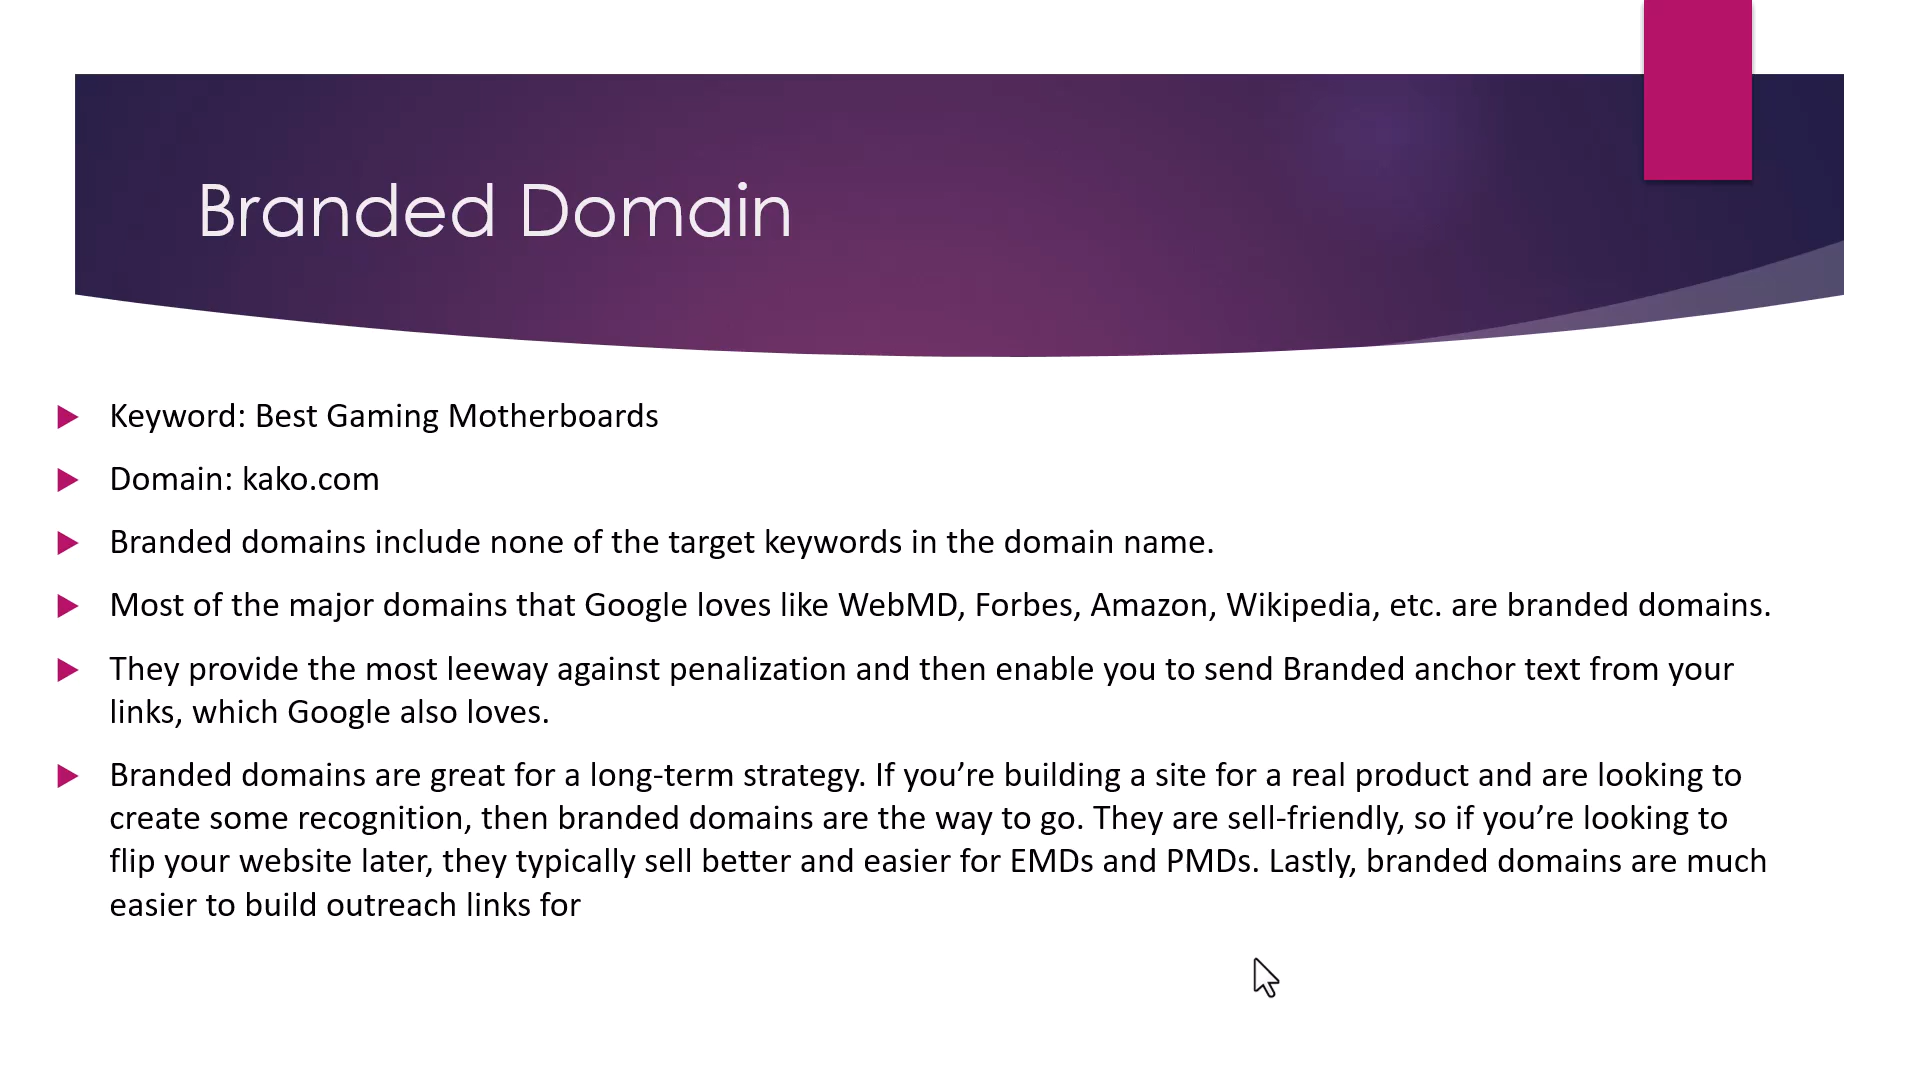 Branded Domain
Keyword: Best Gaming Motherboards
Domain: kako.com
Branded domains include none of the target keywords in the domain name.
Most of the major domains that Google loves like WebMD, Forbes, Amazon, Wikipedia, etc. are branded domains.
They provide the most leeway against penalization and then enable you to send Branded anchor text from your
links, which Google also loves.
Branded domains are great for a long-term strategy. If you’re building a site for a real product and are looking to
create some recognition, then branded domains are the way to go. They are sell-friendly, so if you’re looking to
flip your website later, they typically sell better and easier for EMDs and PMDs. Lastly, branded domains are much
easier to build outreach links for